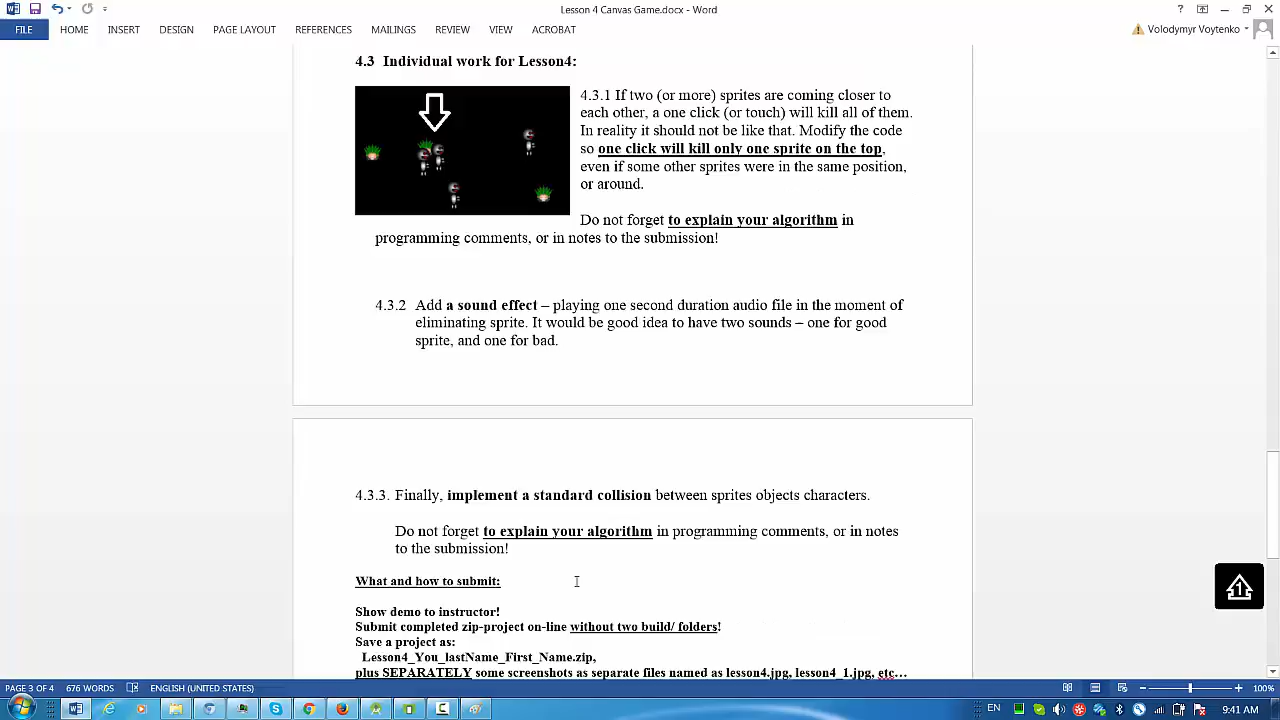 Lesson 4 Canvas Game.docx - Word
FILE HOME INSERT DESIGN PAGE LAYOUT REFERENCES MAILINGS REVIEW VIEW ACROBAT Volodymyr Voytenko
4.3 Individual work for Lesson4:
4.3.1 If two (or more) sprites are coming closer to
each other, a one click (or touch) will kill all of them.
In reality it should not be like that. Modify the code
so one click will kill only one sprite on the top,
even if some other sprites were in the same position,
or around.
Do not forget to explain your algorithm in
programming comments, or in notes to the submission!
4.3.2 Add a sound effect – playing one second duration audio file in the moment of
eliminating sprite. It would be good idea to have two sounds – one for good
sprite, and one for bad.
4.3.3. Finally, implement a standard collision between sprites objects characters.
Do not forget to explain your algorithm in programming comments, or in notes
to the submission!
What and how to submit:
Show demo to instructor!
Submit completed zip-project on-line without two build/ folders!
Save a project as:
Lesson4_You_lastName_First_Name.zip,
plus SEPARATELY some screenshots as separate files named as lesson4.jpg, lesson4_1.jpg, etc...
1
PAGE 3 OF 4 676 WORDS ENGLISH (UNITED STATES) 100%
EN 9:41 AM